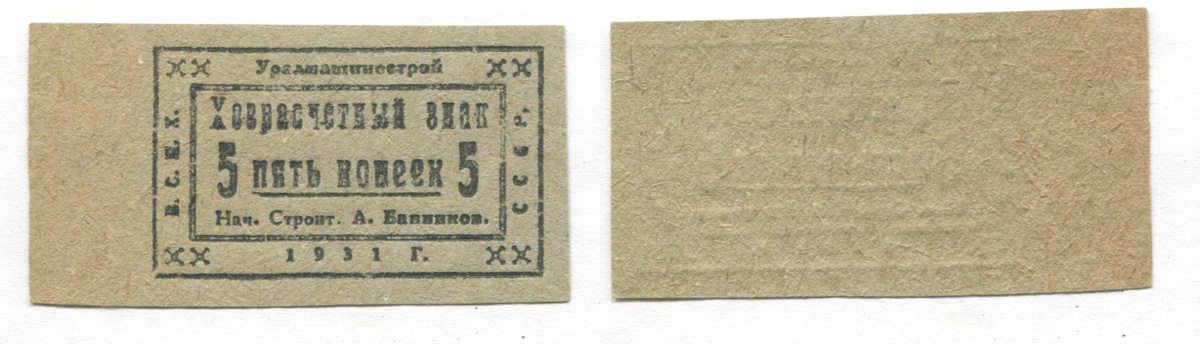 Уралмашинострой
В. С. Н. Х.
Хозрасчетный знак
5 пять копеек 5
Нач. Строит. А. Банников.
С С С Р.
1931 г.